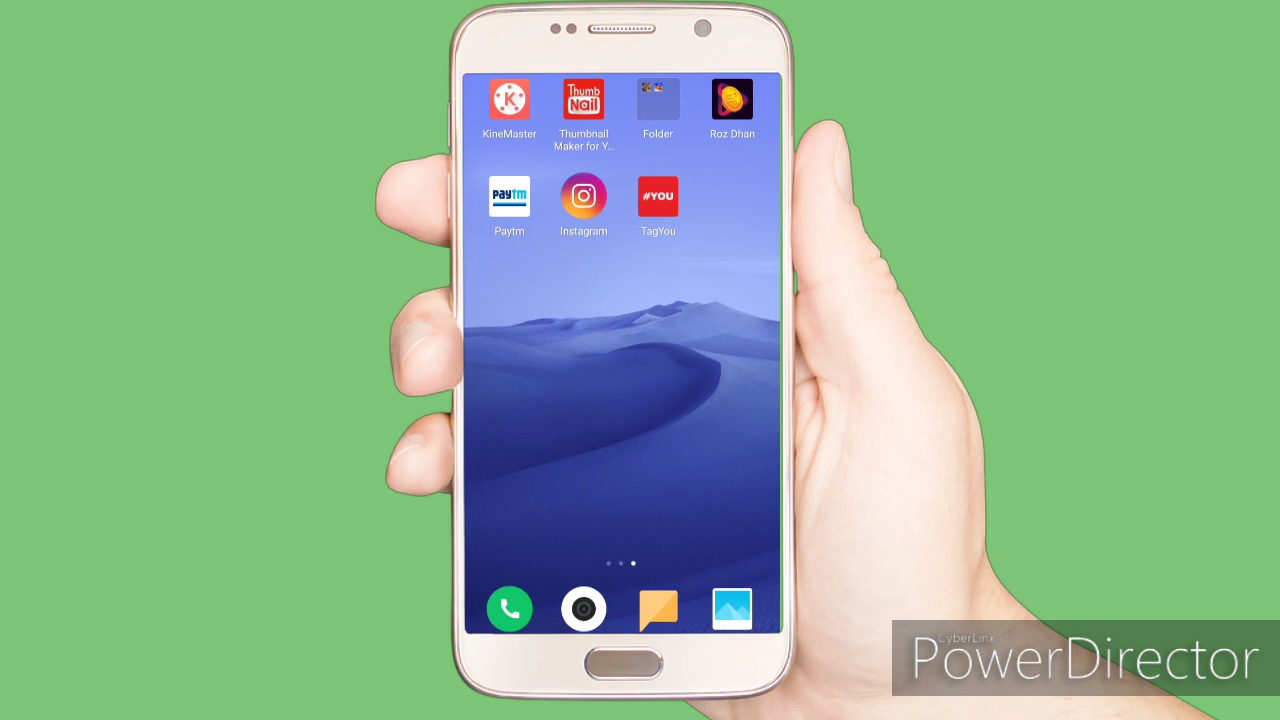 Thumb
Nail
KineMaster
Thumbnail
Maker for Y...
Folder
Roz Dhan
paytm
#YOU
Paytm
Instagram
TagYou
CyberLink
PowerDirector